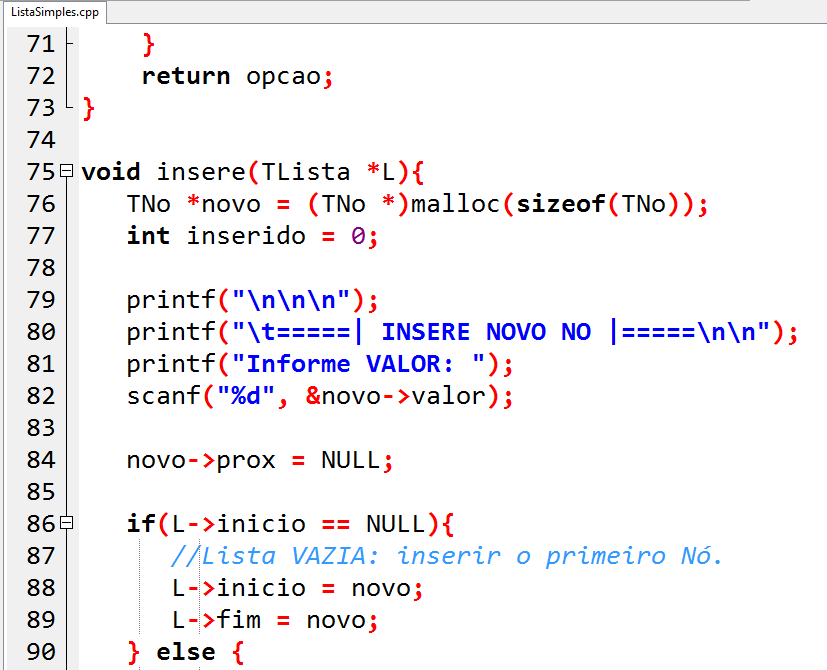 ListaSimples.cpp
71 }
72 return opcao;
73 }
74
75 void insere(TLista *L){
76 TNo *novo = (TNo *)malloc(sizeof(TNo));
77 int inserido = 0;
78
79 printf("\n\n\n");
80 printf("\t=====| INSERE NOVO NO |=====\n\n");
81 printf("Informe VALOR: ");
82 scanf("%d", &novo->valor);
83
84 novo->prox = NULL;
85
86 if(L->inicio == NULL){
87 //Lista VAZIA: inserir o primeiro Nó.
88 L->inicio = novo;
89 L->fim = novo;
90 } else {